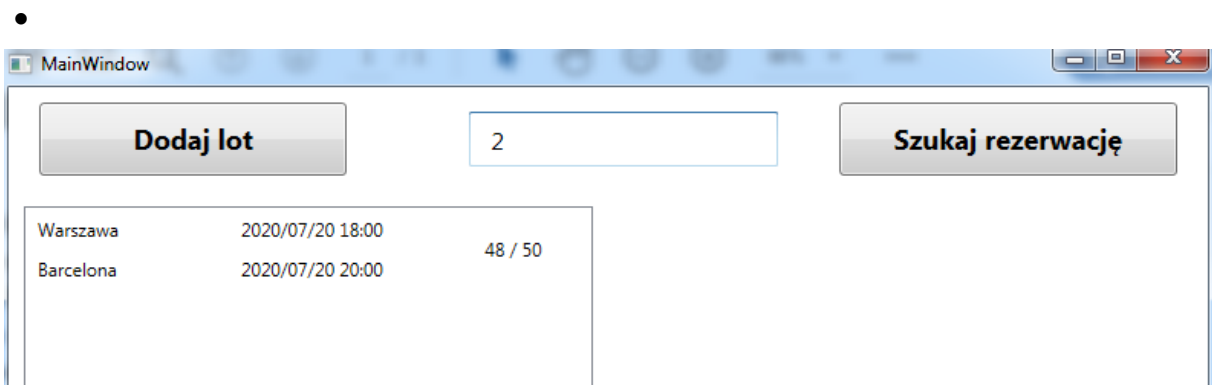 MainWindow
Dodaj lot
2
Szukaj rezerwację
Warszawa 2020/07/20 18:00
48 / 50
Barcelona 2020/07/20 20:00